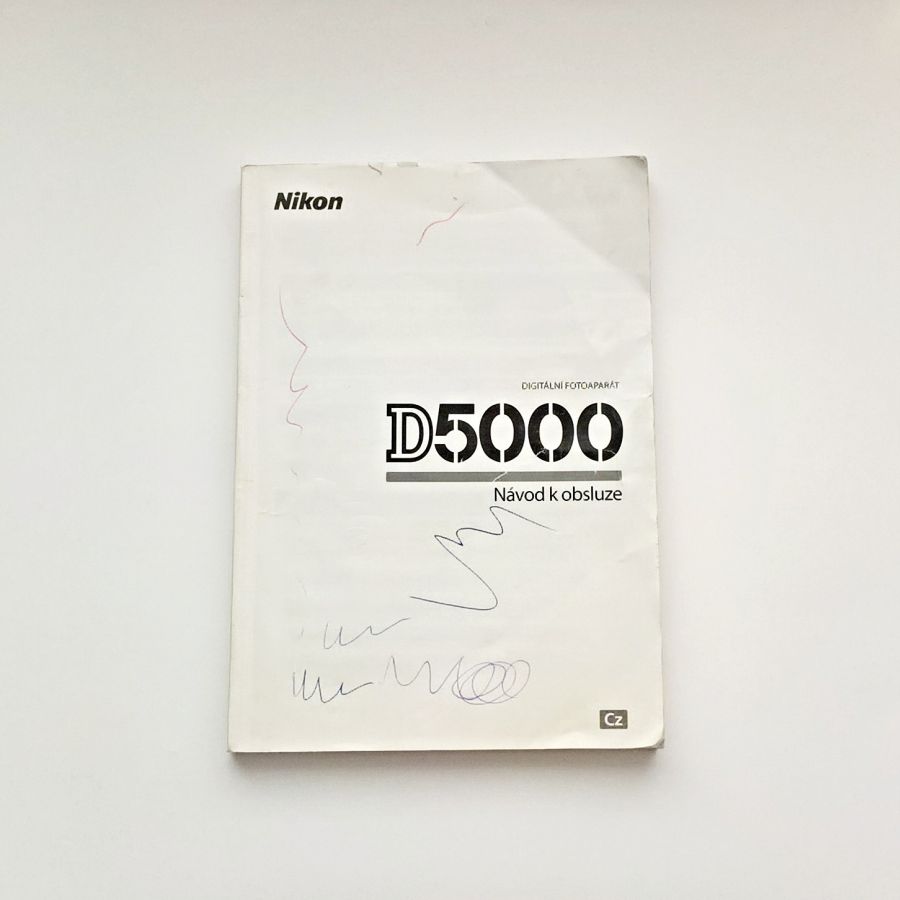 Nikon
DIGITÁLNÍ FOTOAPARÁT
D5000
Návod k obsluze
Cz